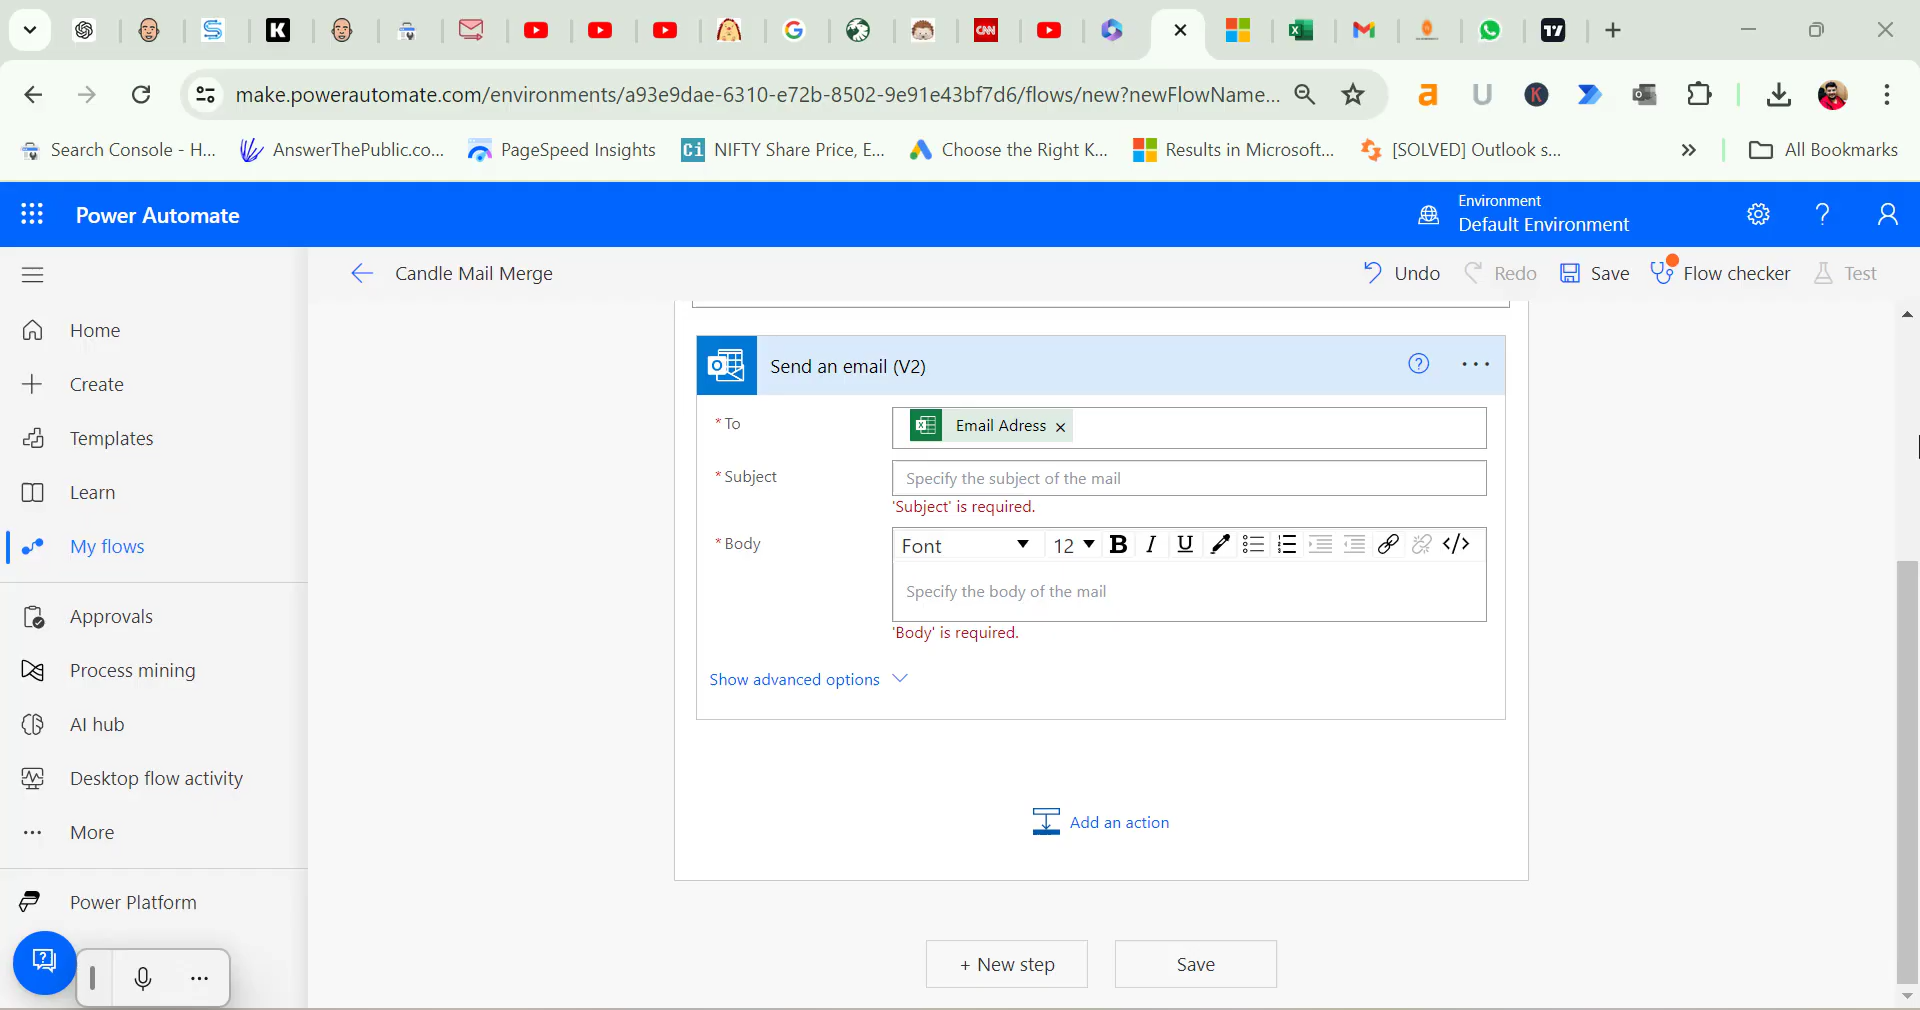 CNN
make.powerautomate.com/environments/a93e9dae-6310-e72b-8502-9e91e43bf7d6/flows/new?newFlowName...
Search Console - H...
AnswerThePublic.co...
PageSpeed Insights
NIFTY Share Price, E...
Choose the Right K...
Results in Microsoft...
[SOLVED] Outlook s...
All Bookmarks
Power Automate
Environment
Default Environment
Candle Mail Merge
Undo
Redo
Save
Flow checker
Test
Home
Create
Templates
Learn
My flows
Approvals
Process mining
AI hub
Desktop flow activity
More
Power Platform
Send an email (V2)
* To
Email Adress ×
* Subject
Specify the subject of the mail
'Subject' is required.
* Body
Font
12
B I U
</>
Specify the body of the mail
'Body' is required.
Show advanced options
Add an action
+ New step
Save